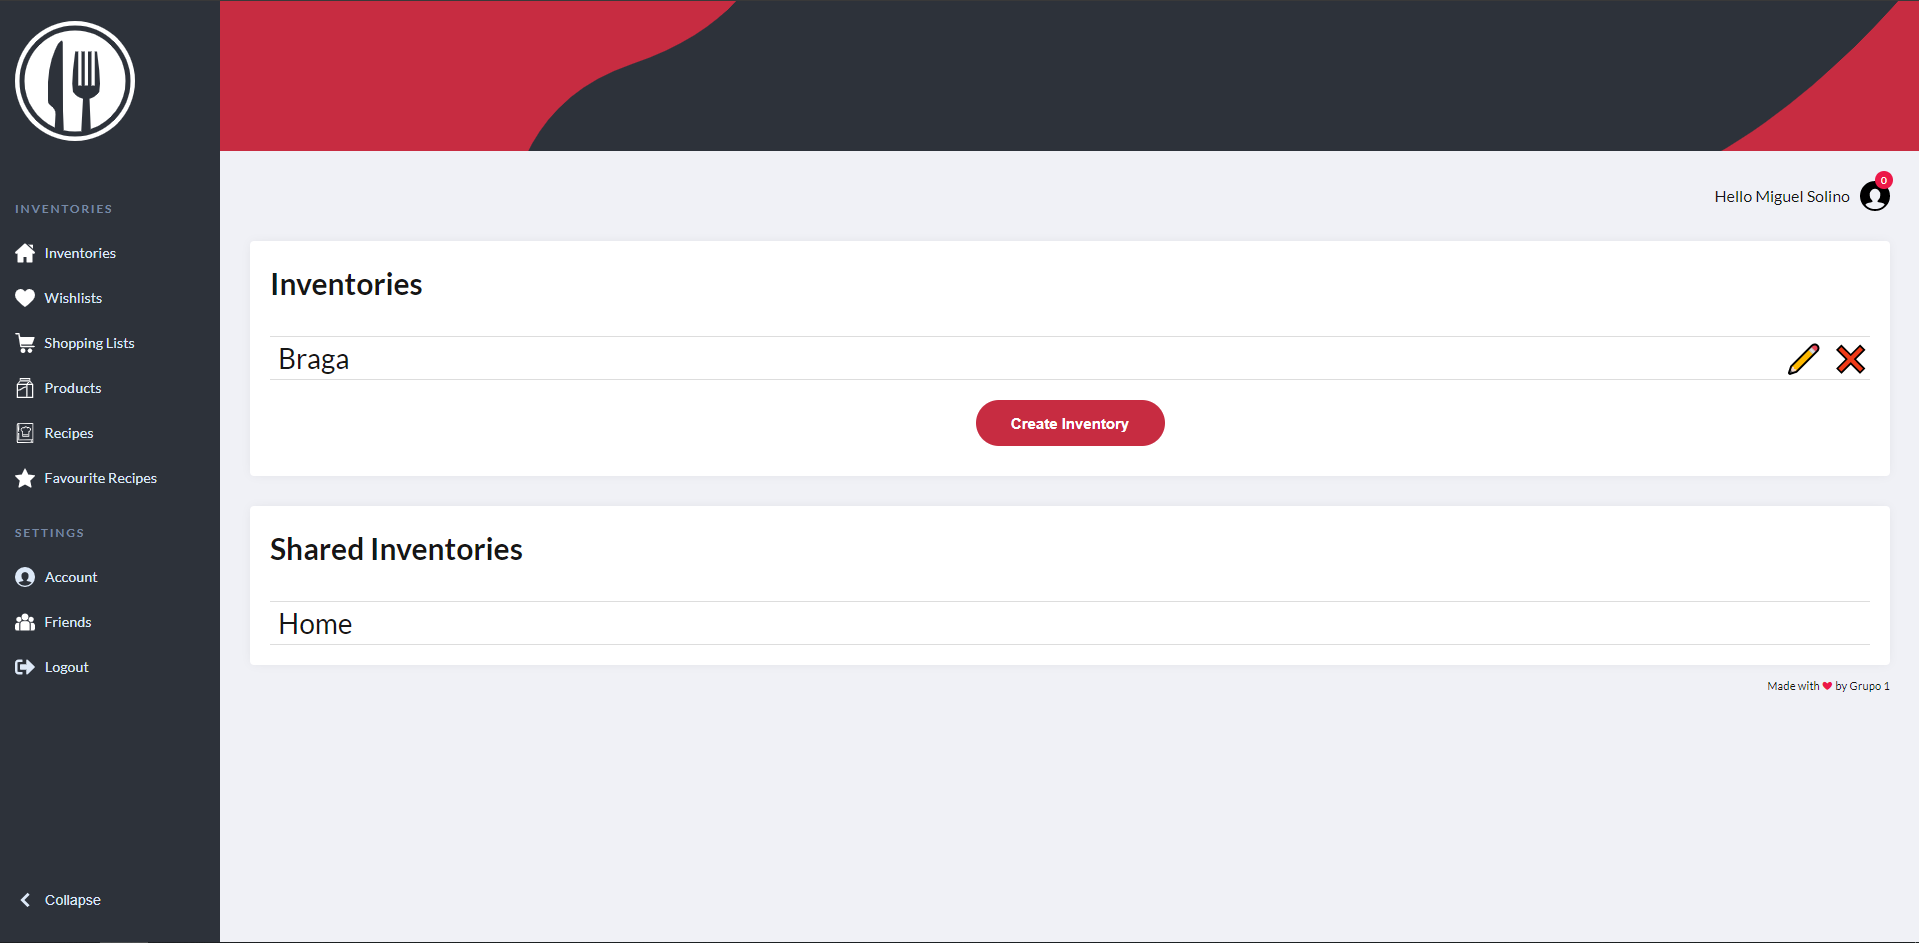 INVENTORIES
Inventories
Wishlists
Shopping Lists
Products
Recipes
Favourite Recipes
SETTINGS
Account
Friends
Logout
Collapse
0
Hello Miguel Solino
Inventories
Braga
Create Inventory
Shared Inventories
Home
Made with ❤ by Grupo 1